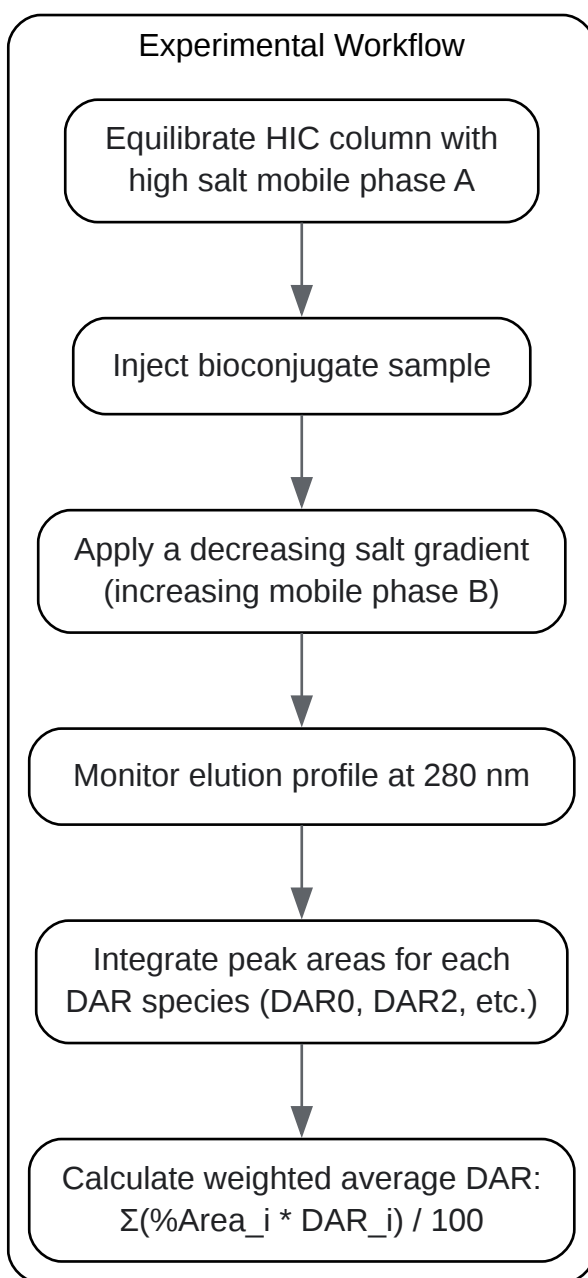 Experimental Workflow
Equilibrate HIC column with
high salt mobile phase A
Inject bioconjugate sample
Apply a decreasing salt gradient
(increasing mobile phase B)
Monitor elution profile at 280 nm
Integrate peak areas for each
DAR species (DAR0, DAR2, etc.)
Calculate weighted average DAR:
Σ(%Area_i * DAR_i) / 100